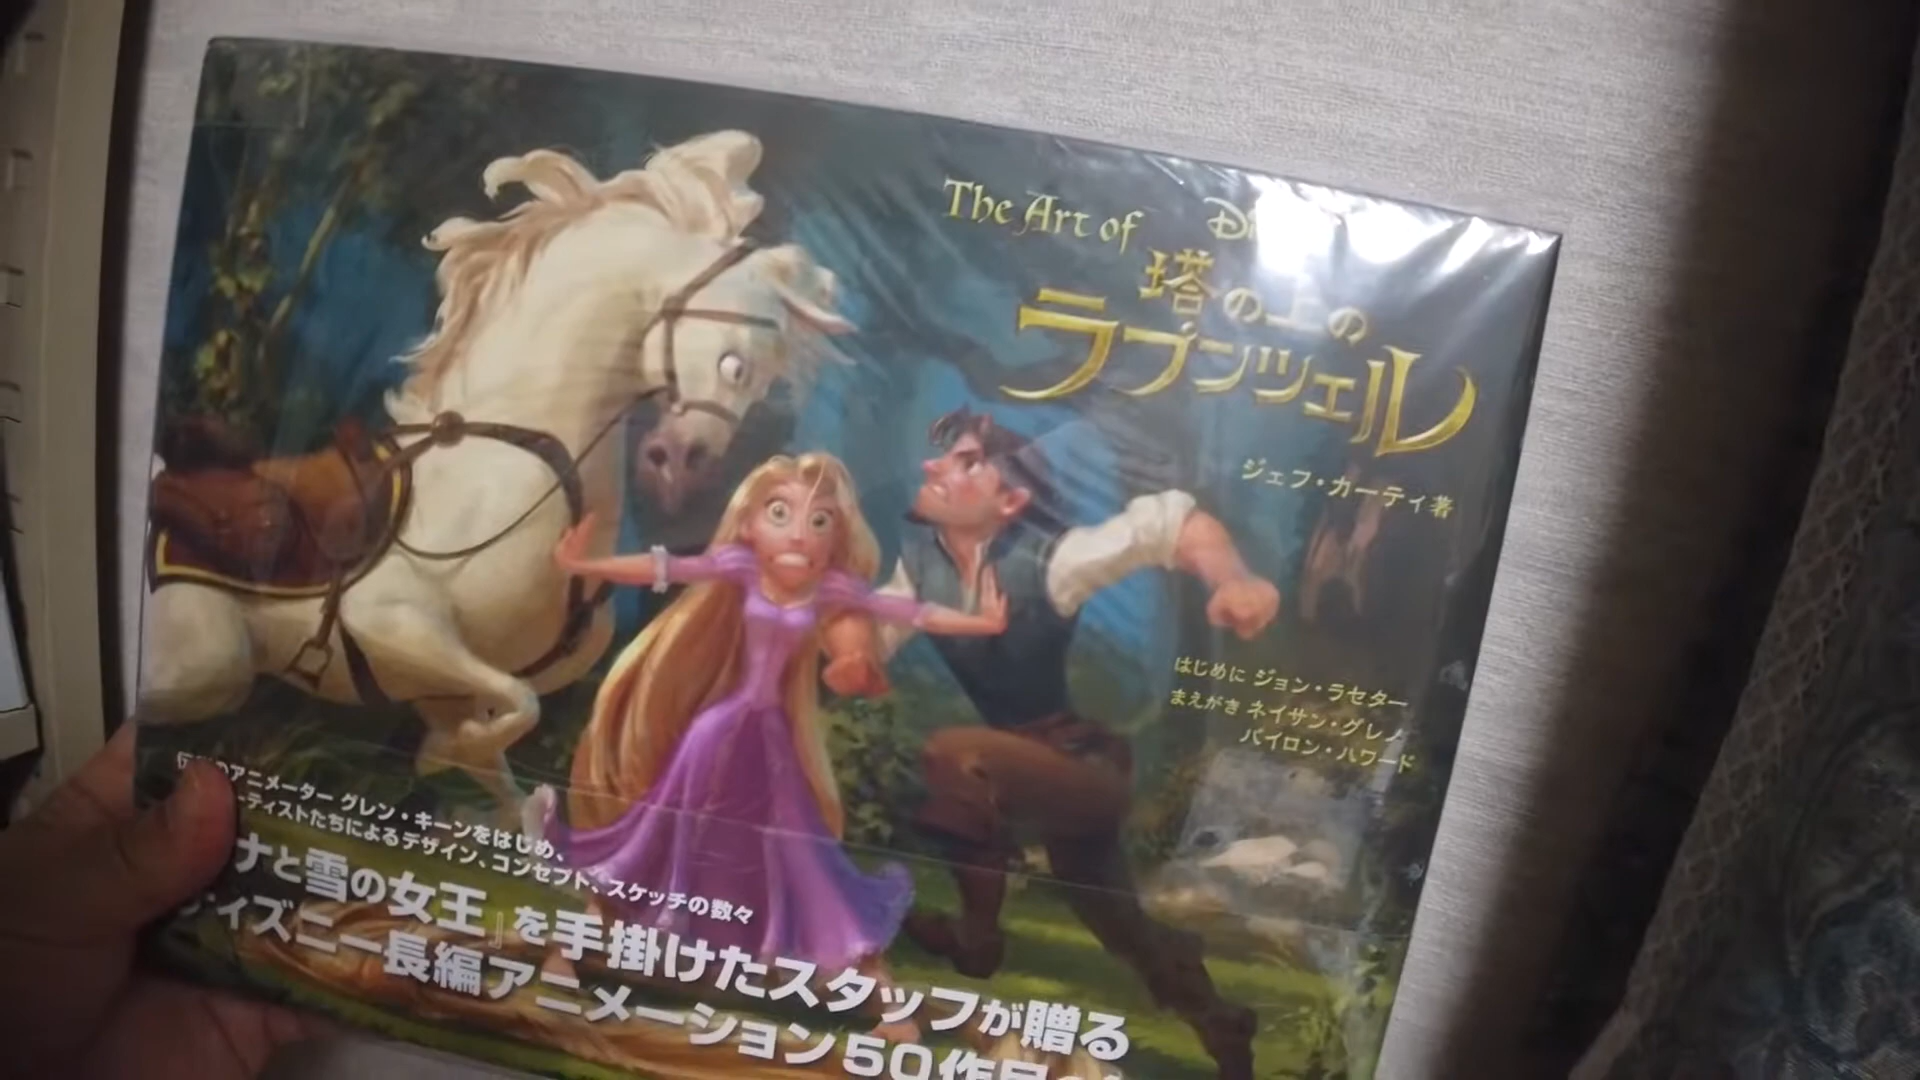 The Art of
塔の上の
ラプンツェル
ジェフ・カーティ著
はじめに ジョン・ラセター
まえがき ネイサン・グレノ
バイロン・ハワード
のアニメーター グレン・キーンをはじめ、
ティストたちによるデザイン、コンセプト、スケッチの数々
ナと雪の女王』を手掛けたスタッフが贈る
ィズニー長編アニメーション50作品